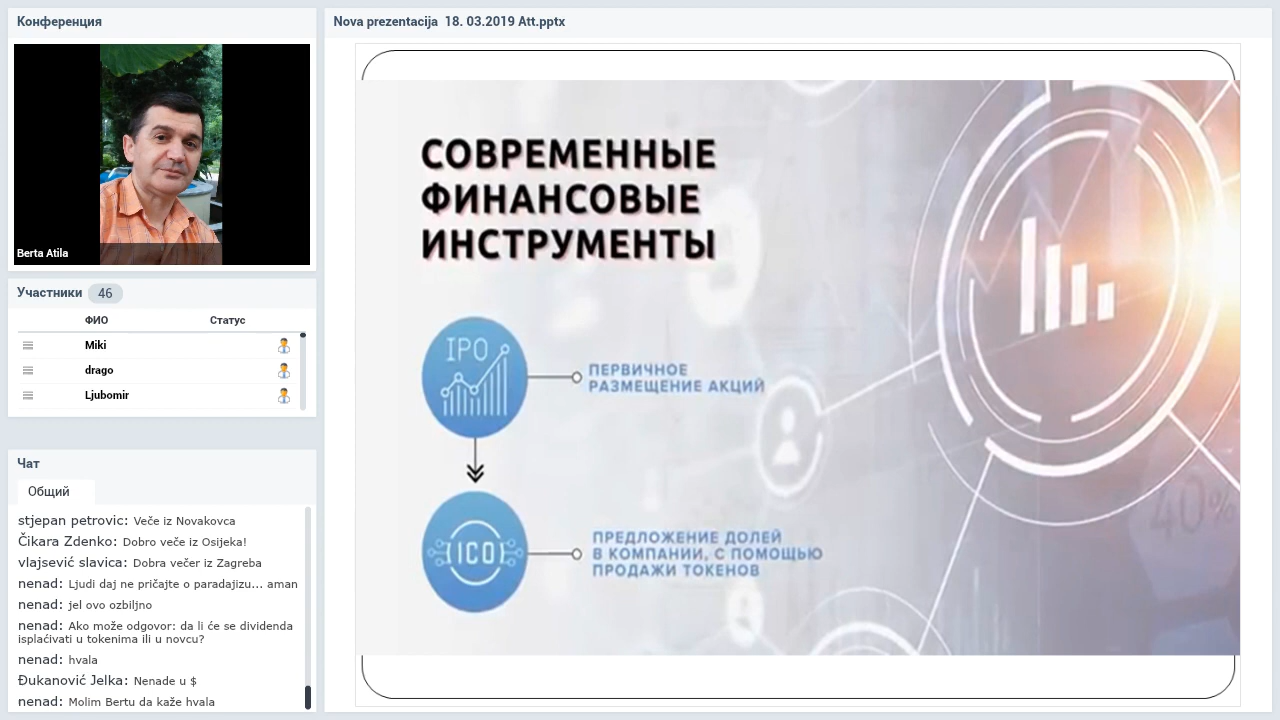 Конференция
Berta Atila
Участники 46
ФИО Статус
Miki
drago
Ljubomir
Чат
Общий
stjepan petrovic: Veče iz Novakovca
Čikara Zdenko: Dobro veče iz Osijeka!
vlajsević slavica: Dobra večer iz Zagreba
nenad: Ljudi daj ne pričajte o paradajizu... aman
nenad: jel ovo ozbiljno
nenad: Ako može odgovor: da li će se dividenda
isplaćivati u tokenima ili u novcu?
nenad: hvala
Đukanović Jelka: Nenade u $
nenad: Molim Bertu da kaže hvala
Nova prezentacija 18. 03.2019 Att.pptx
СОВРЕМЕННЫЕ
ФИНАНСОВЫЕ
ИНСТРУМЕНТЫ
IPO
ПЕРВИЧНОЕ
РАЗМЕЩЕНИЕ АКЦИЙ
ICO
ПРЕДЛОЖЕНИЕ ДОЛЕЙ
В КОМПАНИИ, С ПОМОЩЬЮ
ПРОДАЖИ ТОКЕНОВ
40%